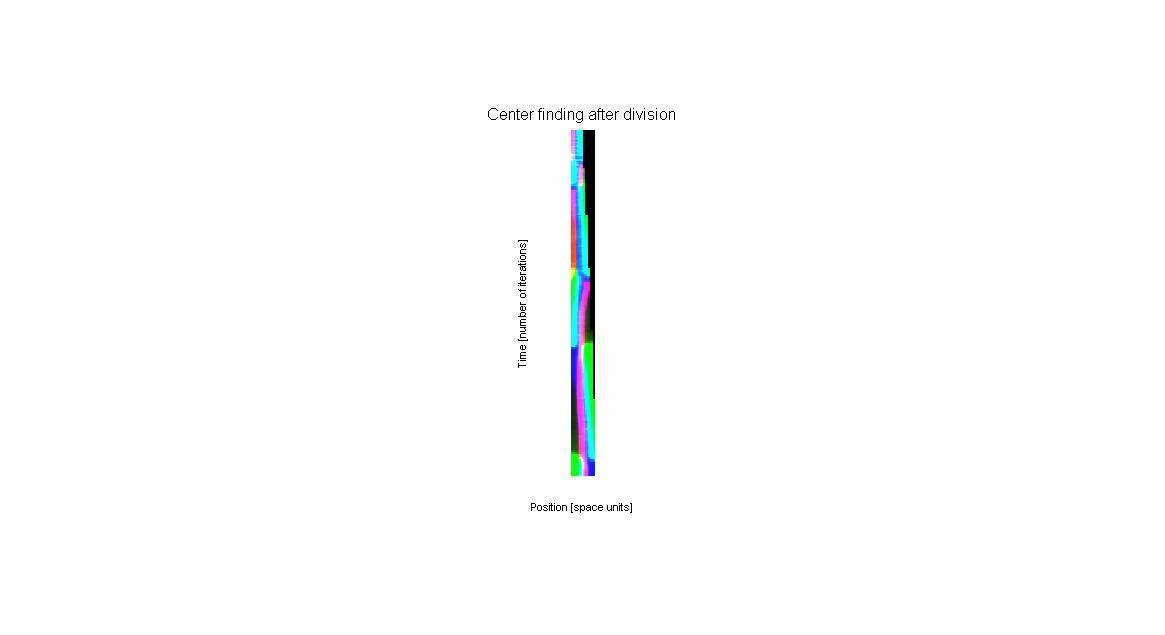 Center finding after division
Time [number of iterations]
Position [space units]